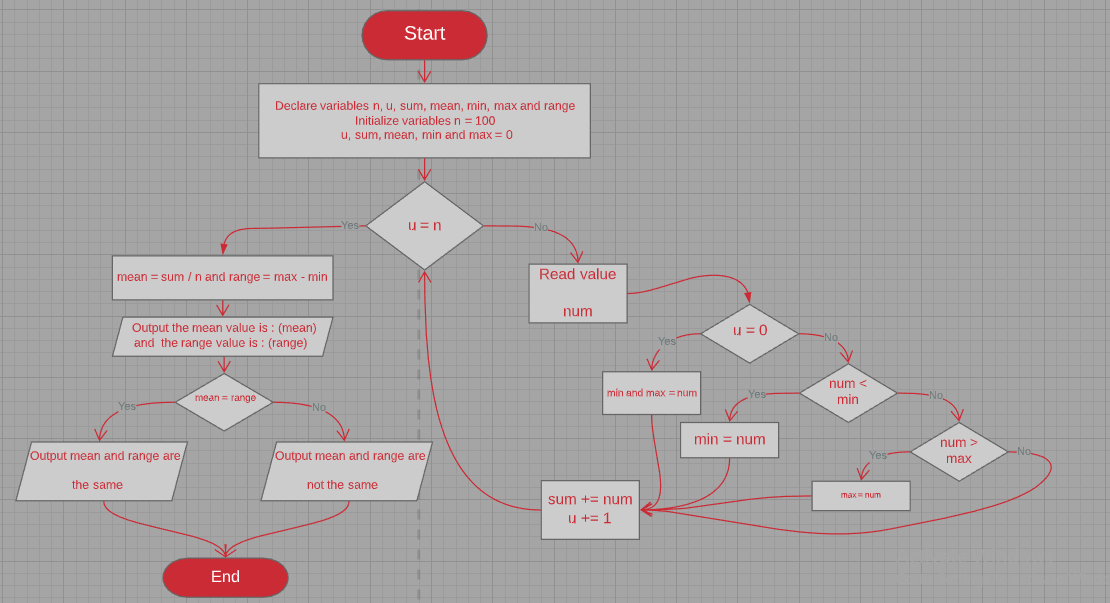 Start
Declare variables n, u, sum, mean, min, max and range
Initialize variables n = 100
u, sum, mean, min and max = 0
u = n
Yes
No
mean = sum / n and range = max - min
Read value
num
Output the mean value is : (mean)
and the range value is : (range)
u = 0
Yes
No
mean = range
Yes
No
min and max = num
num <
min
Yes
No
min = num
num >
max
Yes
No
Output mean and range are
the same
Output mean and range are
not the same
max = num
sum += num
u += 1
End